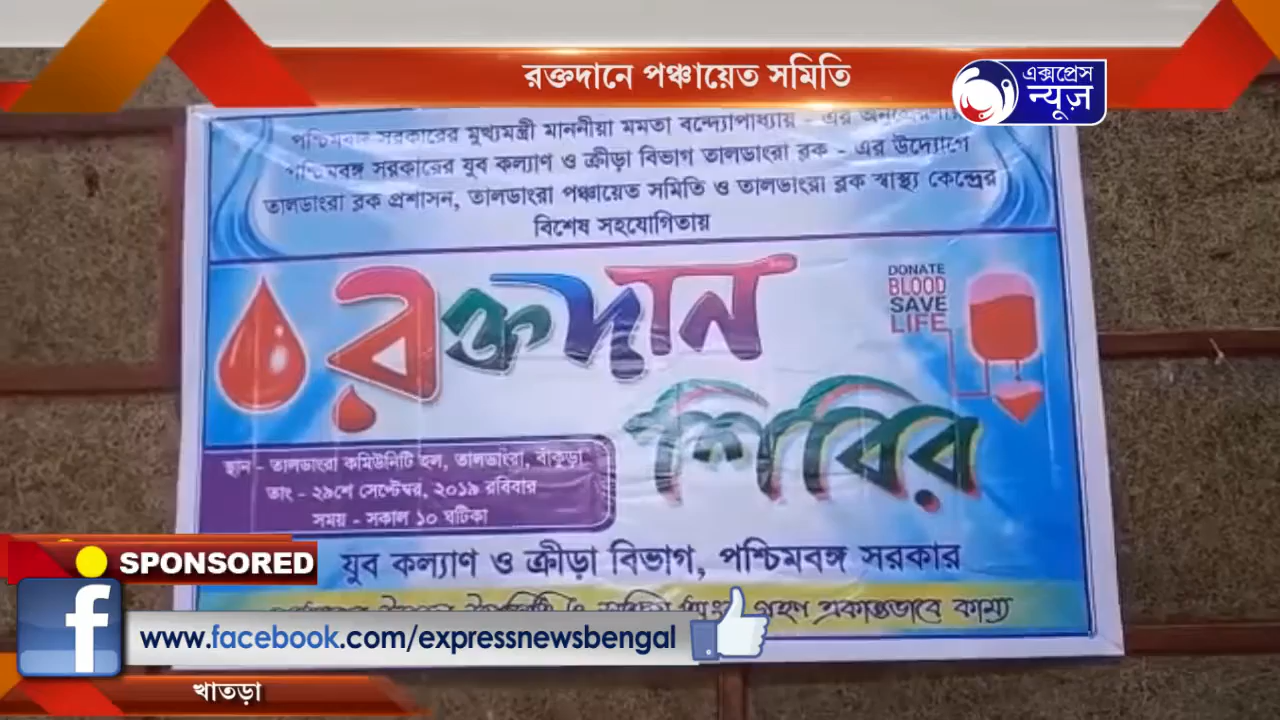 রক্তদানে পঞ্চায়েত সমিতি
এক্সপ্রেস
ন্যূজ
পশ্চিমবঙ্গ সরকারের মুখ্যমন্ত্রী মাননীয়া মমতা বন্দ্যোপাধ্যায় - এর
পশ্চিমবঙ্গ সরকারের যুব কল্যাণ ও ক্রীড়া বিভাগ তালডাংরা ব্লক - এর উদ্যোগে
তালডাংরা ব্লক প্রশাসন, তালডাংরা পঞ্চায়েত সমিতি ও তালডাংরা ব্লক স্বাস্থ্য কেন্দ্রের
বিশেষ সহযোগিতায়
রক্তদান
শিবির
DONATE
BLOOD
SAVE
LIFE
স্থান - তালডাংরা কমিউনিটি হল, তালডাংরা, বাঁকুড়া
তাং - ২৯শে সেপ্টেম্বর, ২০১৯ রবিবার
সময় - সকাল ১০ ঘটিকা
যুব কল্যাণ ও ক্রীড়া বিভাগ, পশ্চিমবঙ্গ সরকার
গ্রহণ একান্তভাবে কাম্য
SPONSORED
f
www.facebook.com/expressnewsbengal
খাতড়া